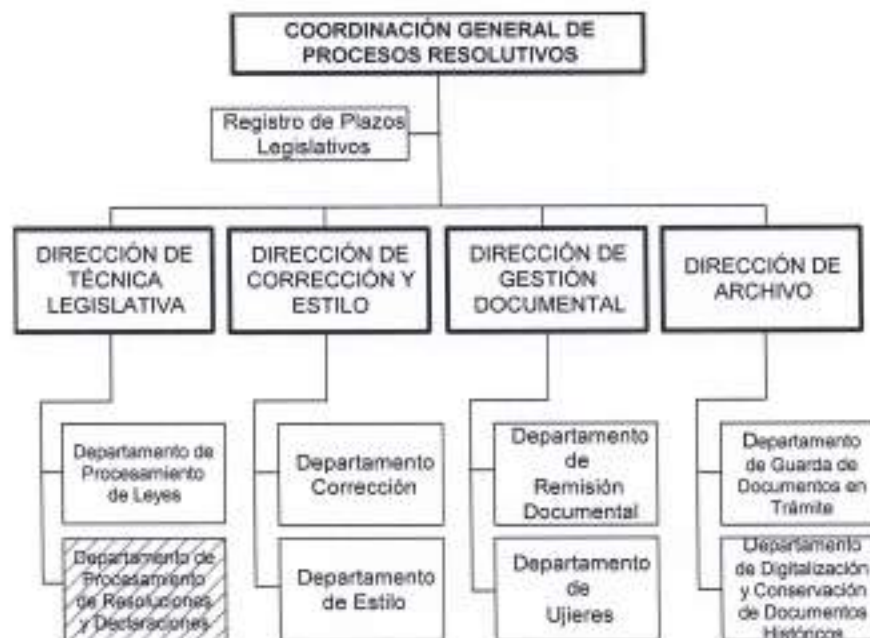 COORDINACIÓN GENERAL DE
PROCESOS RESOLUTIVOS
Registro de Plazos
Legislativos
DIRECCIÓN DE
TÉCNICA
LEGISLATIVA
DIRECCIÓN DE
CORRECCIÓN Y
ESTILO
DIRECCIÓN DE
GESTIÓN
DOCUMENTAL
DIRECCIÓN DE
ARCHIVO
Departamento de
Procesamiento
de Leyes
Departamento
Corrección
Departamento
de
Remisión
Documental
Departamento
de Guarda de
Documentos en
Trámite
Departamento de
Procesamiento
de Resoluciones
y Declaraciones
Departamento
de Estilo
Departamento
de
Ujieres
Departamento
de Digitalización
y Conservación
de Documentos
Históricos